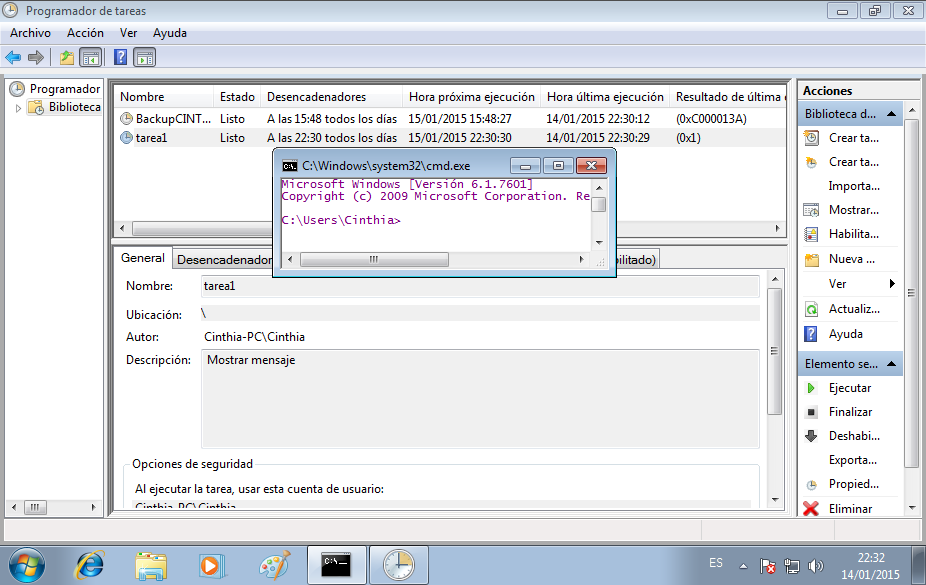 Programador de tareas
Archivo Acción Ver Ayuda
Programador
Biblioteca
Nombre Estado Desencadenadores Hora próxima ejecución Hora última ejecución Resultado de última
BackupCINT... Listo A las 15:48 todos los días 15/01/2015 15:48:27 14/01/2015 22:30:12 (0xC000013A)
tarea1 Listo A las 22:30 todos los días 15/01/2015 22:30:30 14/01/2015 22:30:29 (0x1)
C:\Windows\system32\cmd.exe
Microsoft Windows [Versión 6.1.7601]
Copyright (c) 2009 Microsoft Corporation. Re
C:\Users\Cinthia>
General Desencadenador ilitado)
Nombre: tarea1
Ubicación: \
Autor: Cinthia-PC\Cinthia
Descripción: Mostrar mensaje
Opciones de seguridad
Al ejecutar la tarea, usar esta cuenta de usuario:
Cinthia-PC\Cinthia
Acciones
Biblioteca d...
Crear ta...
Crear ta...
Importa...
Mostrar...
Habilita...
Nueva ...
Ver
Actualiz...
Ayuda
Elemento se...
Ejecutar
Finalizar
Deshabi...
Exporta...
Propied...
Eliminar
C:\_
ES
22:32
14/01/2015